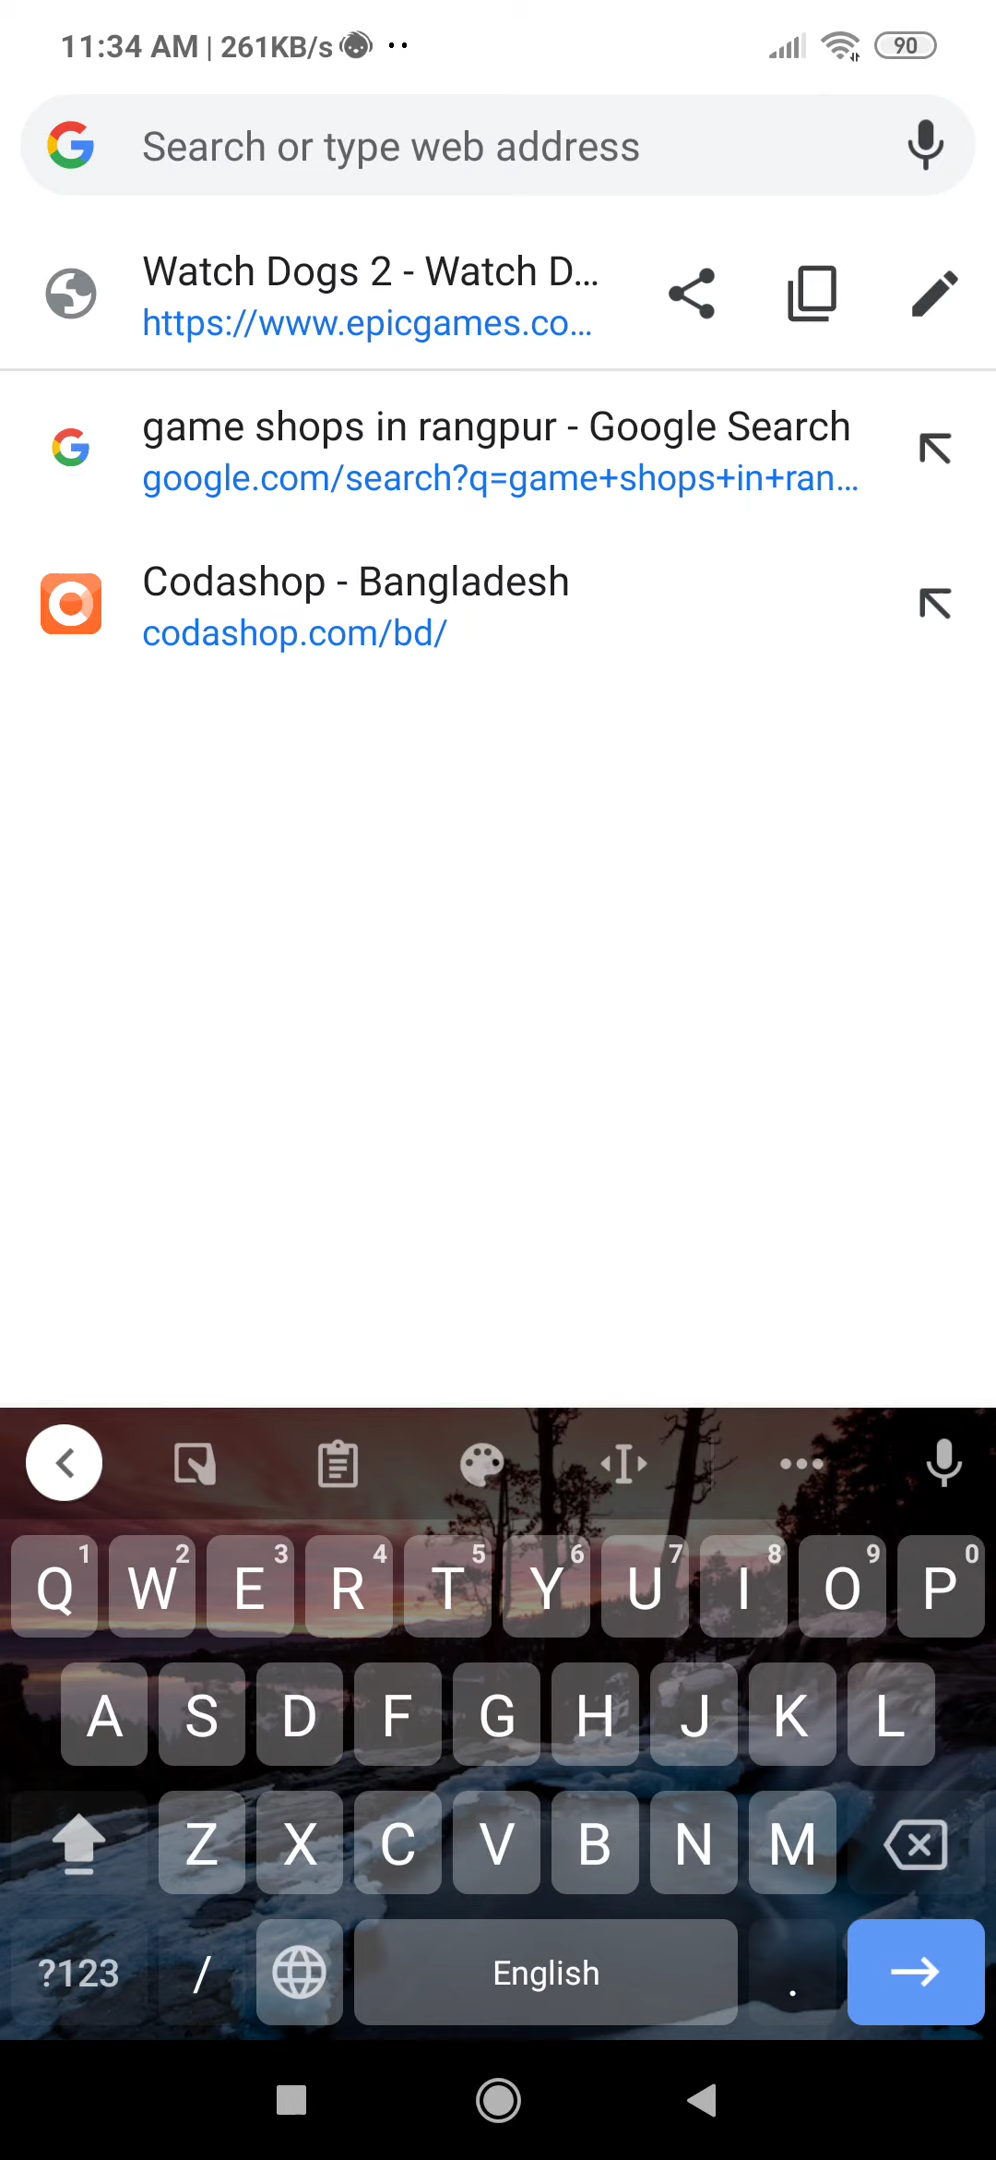 11:34 AM | 261KB/s 90
Search or type web address
Watch Dogs 2 - Watch D...
https://www.epicgames.co...
game shops in rangpur - Google Search
google.com/search?q=game+shops+in+ran...
Codashop - Bangladesh
codashop.com/bd/
1 2 3 4 5 6 7 8 9 0
Q W E R T Y U I O P
A S D F G H J K L
Z X C V B N M
?123 / English .